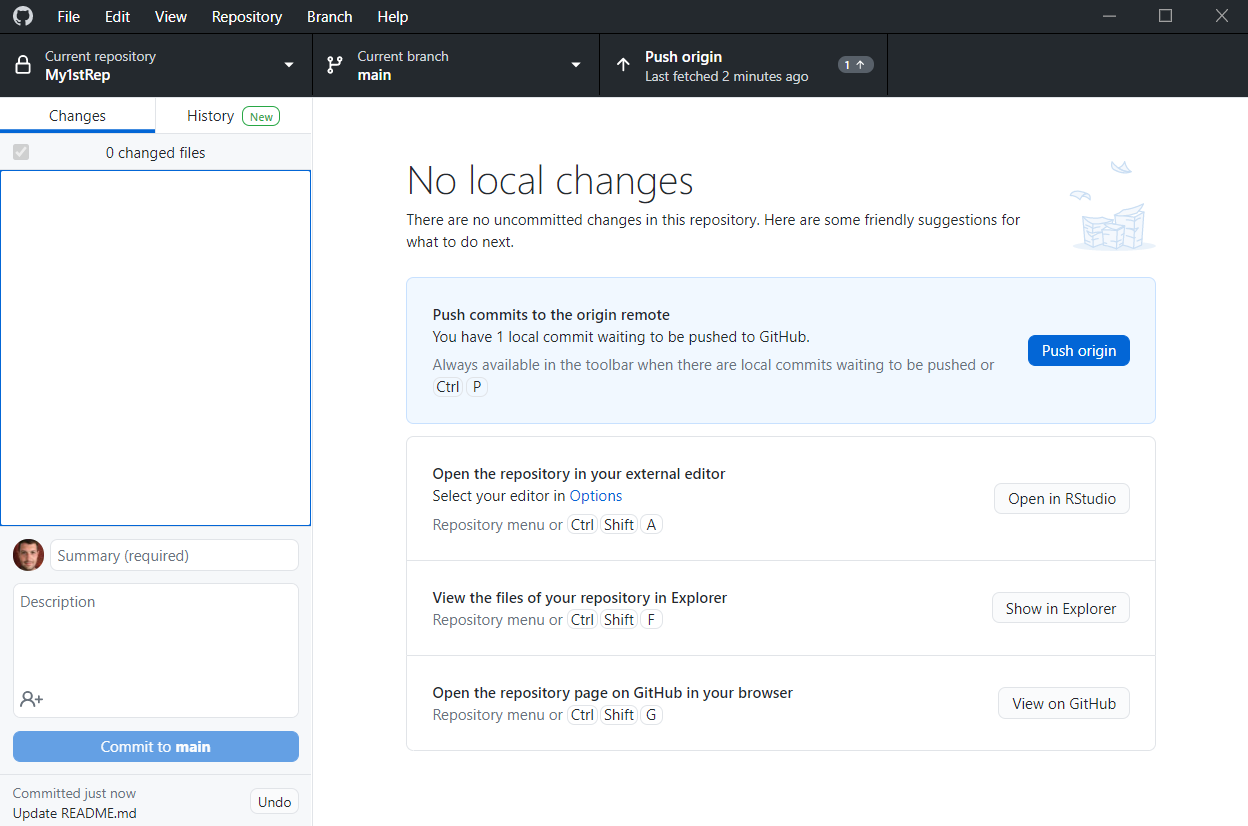 File Edit View Repository Branch Help
Current repository
My1stRep
Current branch
main
Push origin
Last fetched 2 minutes ago
1
Changes
History New
0 changed files
No local changes
There are no uncommitted changes in this repository. Here are some friendly suggestions for
what to do next.
Push commits to the origin remote
You have 1 local commit waiting to be pushed to GitHub.
Always available in the toolbar when there are local commits waiting to be pushed or
Ctrl P
Push origin
Open the repository in your external editor
Select your editor in Options
Repository menu or Ctrl Shift A
Open in RStudio
View the files of your repository in Explorer
Repository menu or Ctrl Shift F
Show in Explorer
Open the repository page on GitHub in your browser
Repository menu or Ctrl Shift G
View on GitHub
Summary (required)
Description
Commit to main
Committed just now
Update README.md
Undo